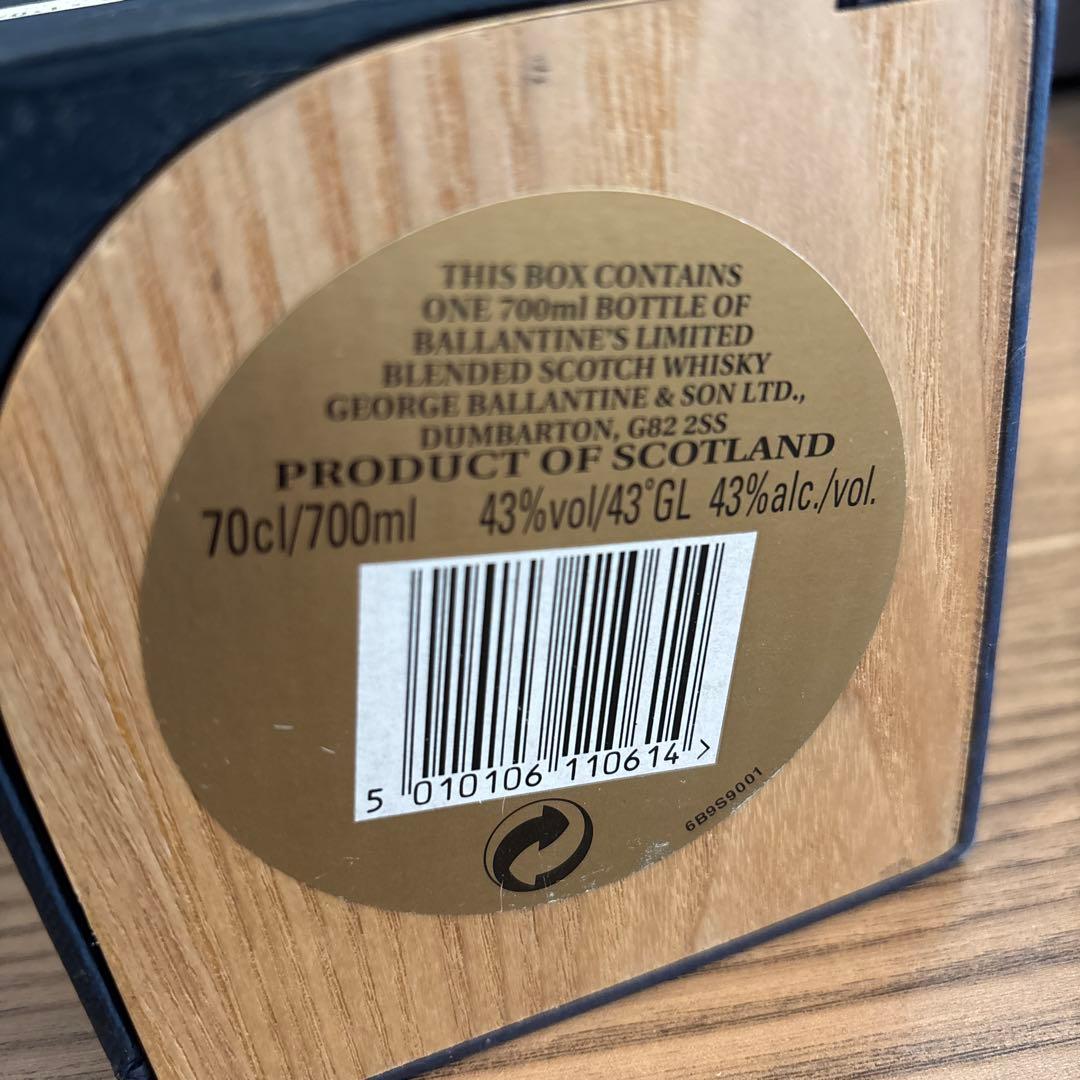 THIS BOX CONTAINS
ONE 700ml BOTTLE OF
BALLANTINE'S LIMITED
BLENDED SCOTCH WHISKY
GEORGE BALLANTINE & SON LTD.,
DUMBARTON, G82 2SS
PRODUCT OF SCOTLAND
70cl/700ml 43%vol/43°GL 43%alc./vol.
5 010106 110614 >
6B9S9001